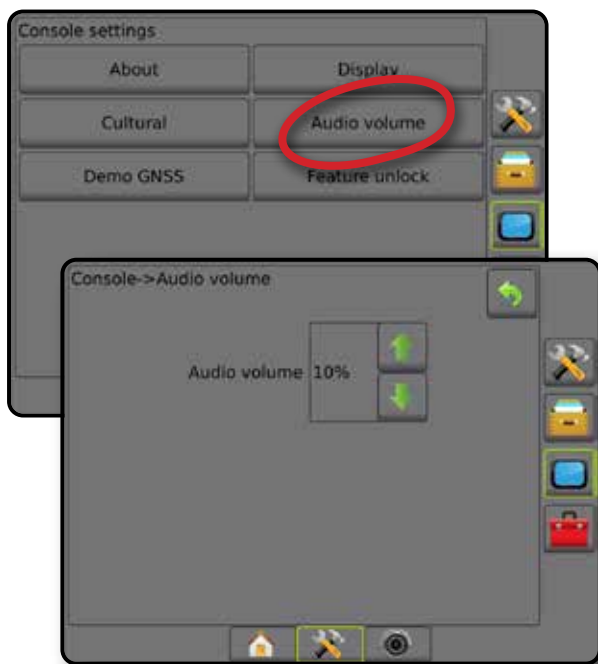 Console settings
About Display
Cultural Audio volume
Demo GNSS Feature unlock
Console->Audio volume
Audio volume 10%